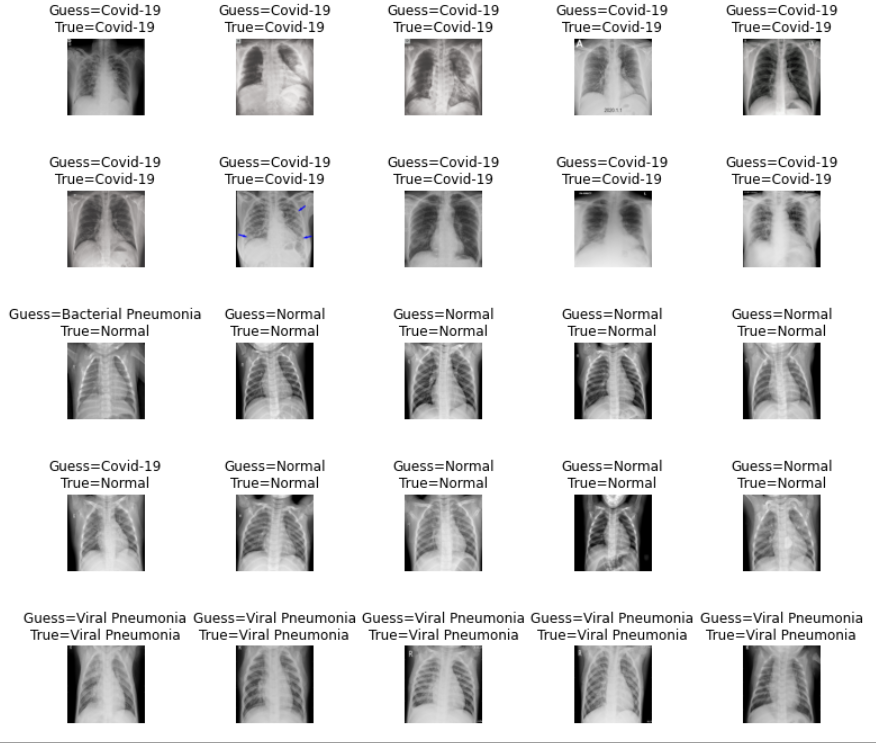 Guess=Covid-19 Guess=Covid-19 Guess=Covid-19 Guess=Covid-19 Guess=Covid-19
True=Covid-19 True=Covid-19 True=Covid-19 True=Covid-19 True=Covid-19
A
Guess=Covid-19 Guess=Covid-19 Guess=Covid-19 Guess=Covid-19 Guess=Covid-19
True=Covid-19 True=Covid-19 True=Covid-19 True=Covid-19 True=Covid-19
Guess=Bacterial Pneumonia Guess=Normal Guess=Normal Guess=Normal Guess=Normal
True=Normal True=Normal True=Normal True=Normal True=Normal
Guess=Covid-19 Guess=Normal Guess=Normal Guess=Normal Guess=Normal
True=Normal True=Normal True=Normal True=Normal True=Normal
Guess=Viral Pneumonia Guess=Viral Pneumonia Guess=Viral Pneumonia Guess=Viral Pneumonia Guess=Viral Pneumonia
True=Viral Pneumonia True=Viral Pneumonia True=Viral Pneumonia True=Viral Pneumonia True=Viral Pneumonia
R